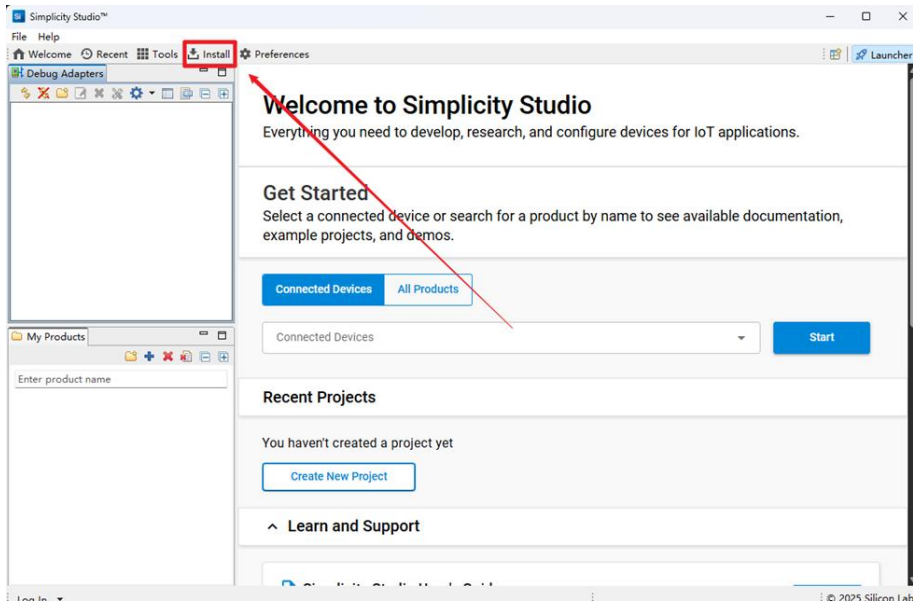 Simplicity Studio™
File Help
Welcome Recent Tools Install Preferences
Launcher
Debug Adapters
Welcome to Simplicity Studio
Everything you need to develop, research, and configure devices for IoT applications.
Get Started
Select a connected device or search for a product by name to see available documentation,
example projects, and demos.
Connected Devices All Products
My Products
Connected Devices Start
Enter product name
Recent Projects
You haven't created a project yet
Create New Project
Learn and Support
Log In
© 2025 Silicon Lab